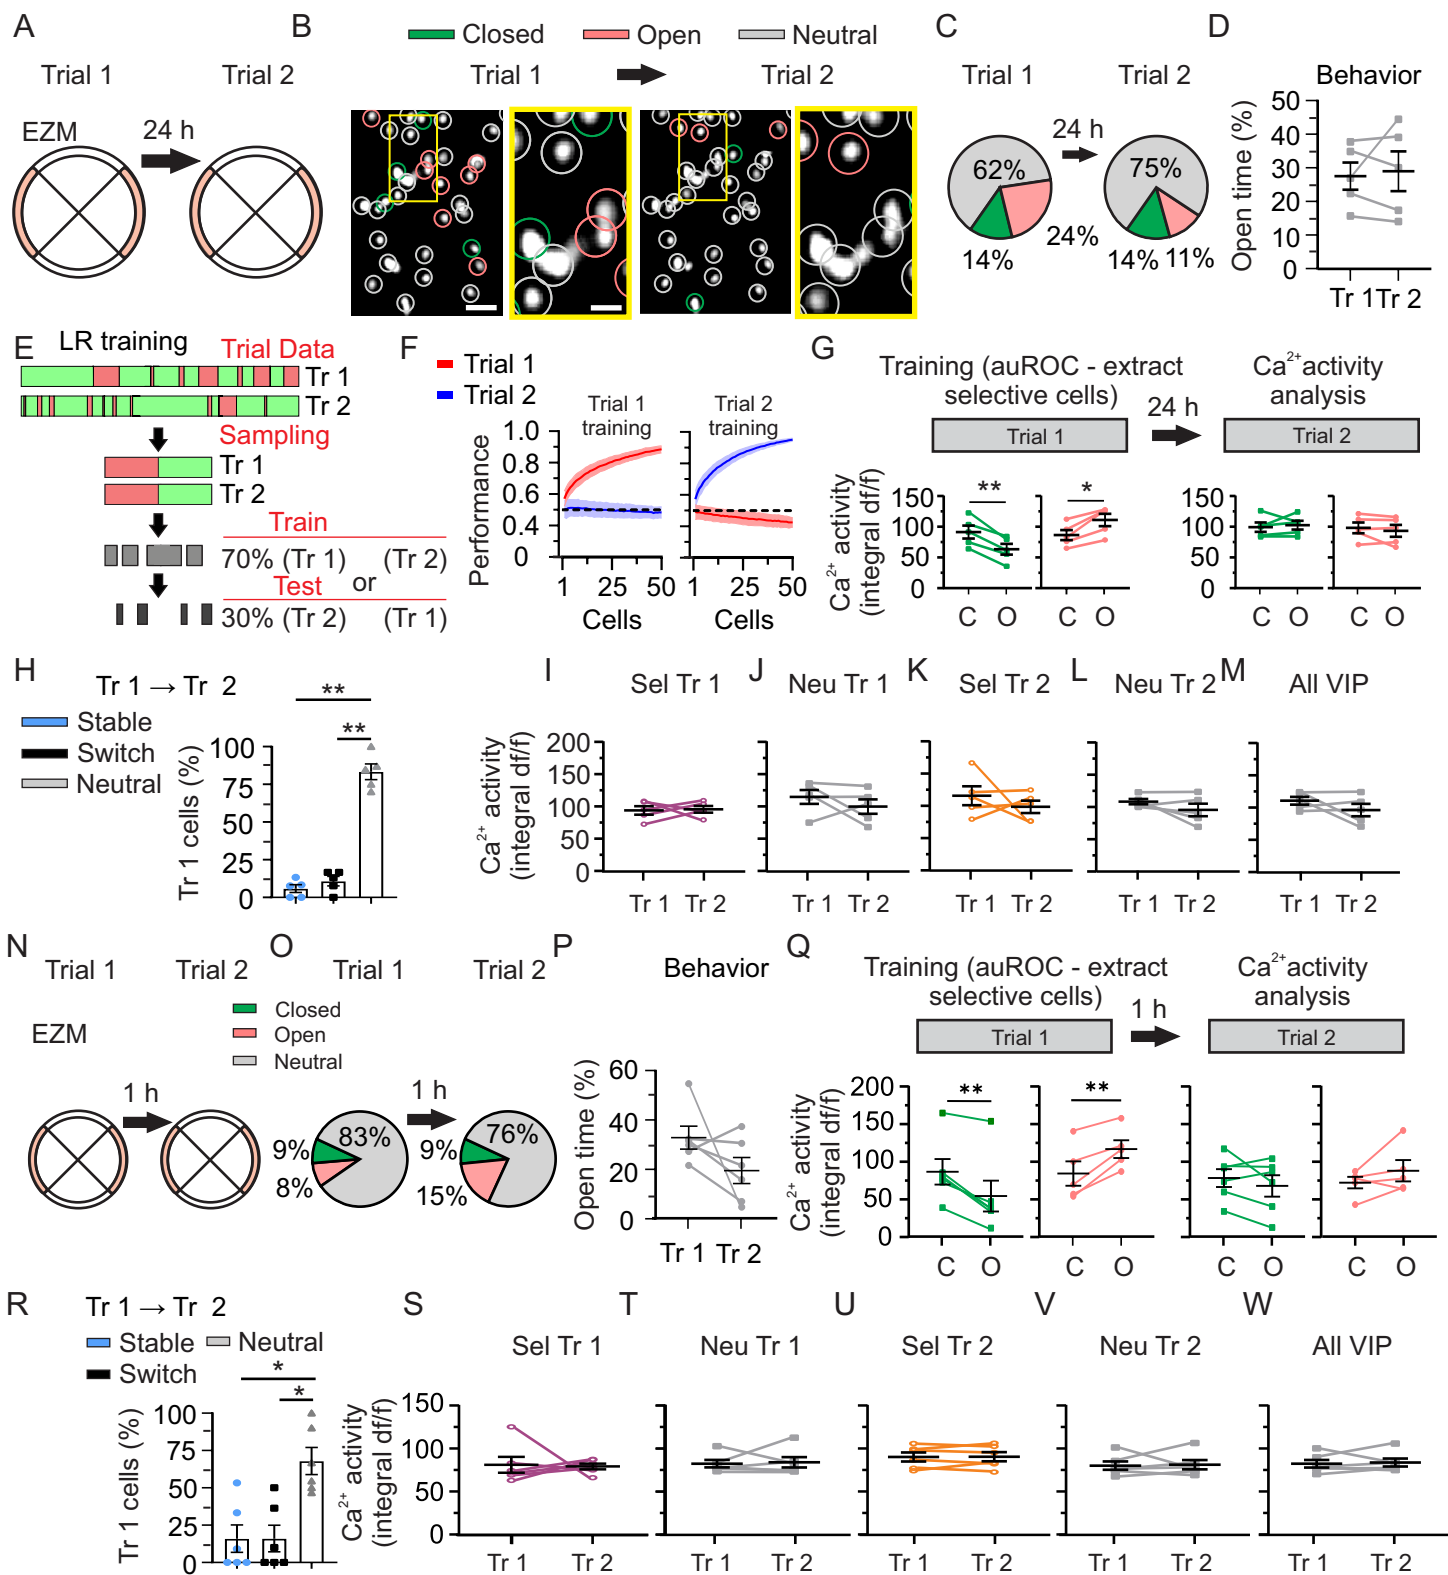 A
Trial 1
Trial 2
EZM
24 h
B
Closed
Open
Neutral
Trial 1
Trial 2
C
Trial 1
Trial 2
24 h
62%
24%
14%
75%
14%
11%
D
Behavior
Open time (%)
50
40
30
20
10
0
Tr 1 Tr 2
E
LR training
Trial Data
Tr 1
Tr 2
Sampling
Tr 1
Tr 2
Train
70% (Tr 1)
(Tr 2)
Test
or
30% (Tr 2)
(Tr 1)
F
Trial 1
Trial 2
Trial 1 training
Trial 2 training
Performance
1.0
0.8
0.6
0.4
0
1 25 50
1 25 50
Cells
Cells
G
Training (auROC - extract
selective cells)
24 h
Ca2+ activity
analysis
Trial 1
Trial 2
Ca2+ activity
(integral df/f)
150
100
50
0
**
*
C O
C O
150
100
50
0
C O
C O
H
Tr 1 → Tr 2
Stable
Switch
Neutral
Tr 1 cells (%)
100
75
50
25
0
**
**
I
Sel Tr 1
J
Neu Tr 1
K
Sel Tr 2
L
Neu Tr 2
M
All VIP
Ca2+ activity
(integral df/f)
200
150
100
50
0
Tr 1 Tr 2
Tr 1 Tr 2
Tr 1 Tr 2
Tr 1 Tr 2
Tr 1 Tr 2
N
Trial 1
Trial 2
EZM
1 h
O
Trial 1
Trial 2
Closed
Open
Neutral
1 h
83%
9%
8%
76%
9%
15%
P
Behavior
Open time (%)
60
40
20
0
Tr 1 Tr 2
Q
Training (auROC - extract
selective cells)
1 h
Ca2+ activity
analysis
Trial 1
Trial 2
Ca2+ activity
(integral df/f)
200
150
100
50
0
**
**
C O
C O
C O
C O
R
Tr 1 → Tr 2
Stable
Neutral
Switch
Tr 1 cells (%)
100
75
50
25
0
*
*
S
Sel Tr 1
T
Neu Tr 1
U
Sel Tr 2
V
Neu Tr 2
W
All VIP
Ca2+ activity
(integral df/f)
150
100
50
0
Tr 1 Tr 2
Tr 1 Tr 2
Tr 1 Tr 2
Tr 1 Tr 2
Tr 1 Tr 2